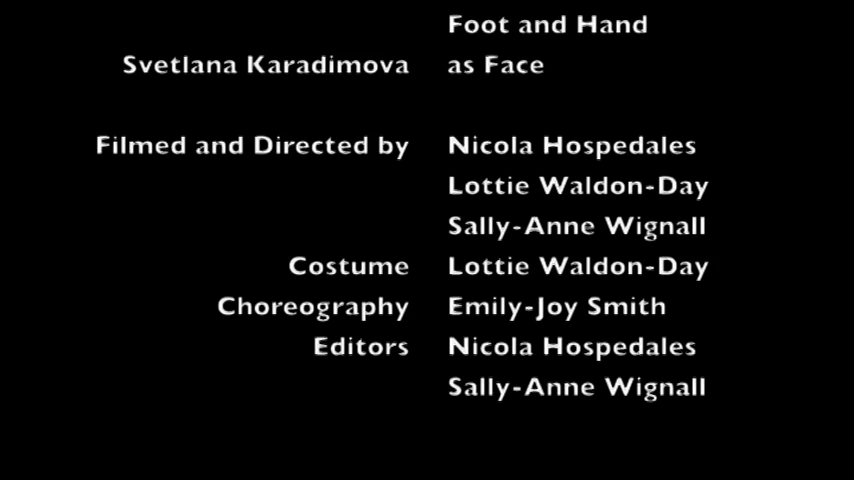 Foot and Hand
Svetlana Karadimova as Face
Filmed and Directed by Nicola Hospedales
Lottie Waldon-Day
Sally-Anne Wignall
Costume Lottie Waldon-Day
Choreography Emily-Joy Smith
Editors Nicola Hospedales
Sally-Anne Wignall